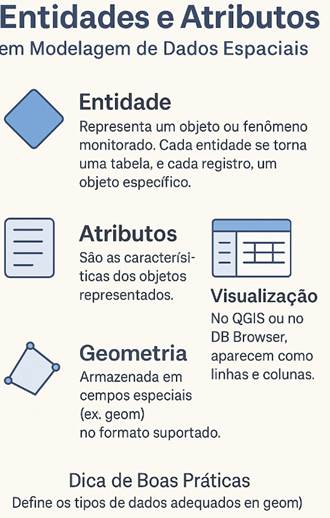 Entidades e Atributos
em Modelagem de Dados Espaciais
Entidade
Representa um objeto ou fenômeno
monitorado. Cada entidade se torna
uma tabela, e cada registro, um
objeto específico.
Atributos
Sâo as caracterísi-
ticas dos objetos
representados.
Visualização
No QGIS ou no
DB Browser,
aparecem como
linhas e colunas.
Geometria
Armazenada em
cempos especiais
(ex. geom)
no formato suportado.
Dica de Boas Práticas
Define os tipos de dados adequados en geom)